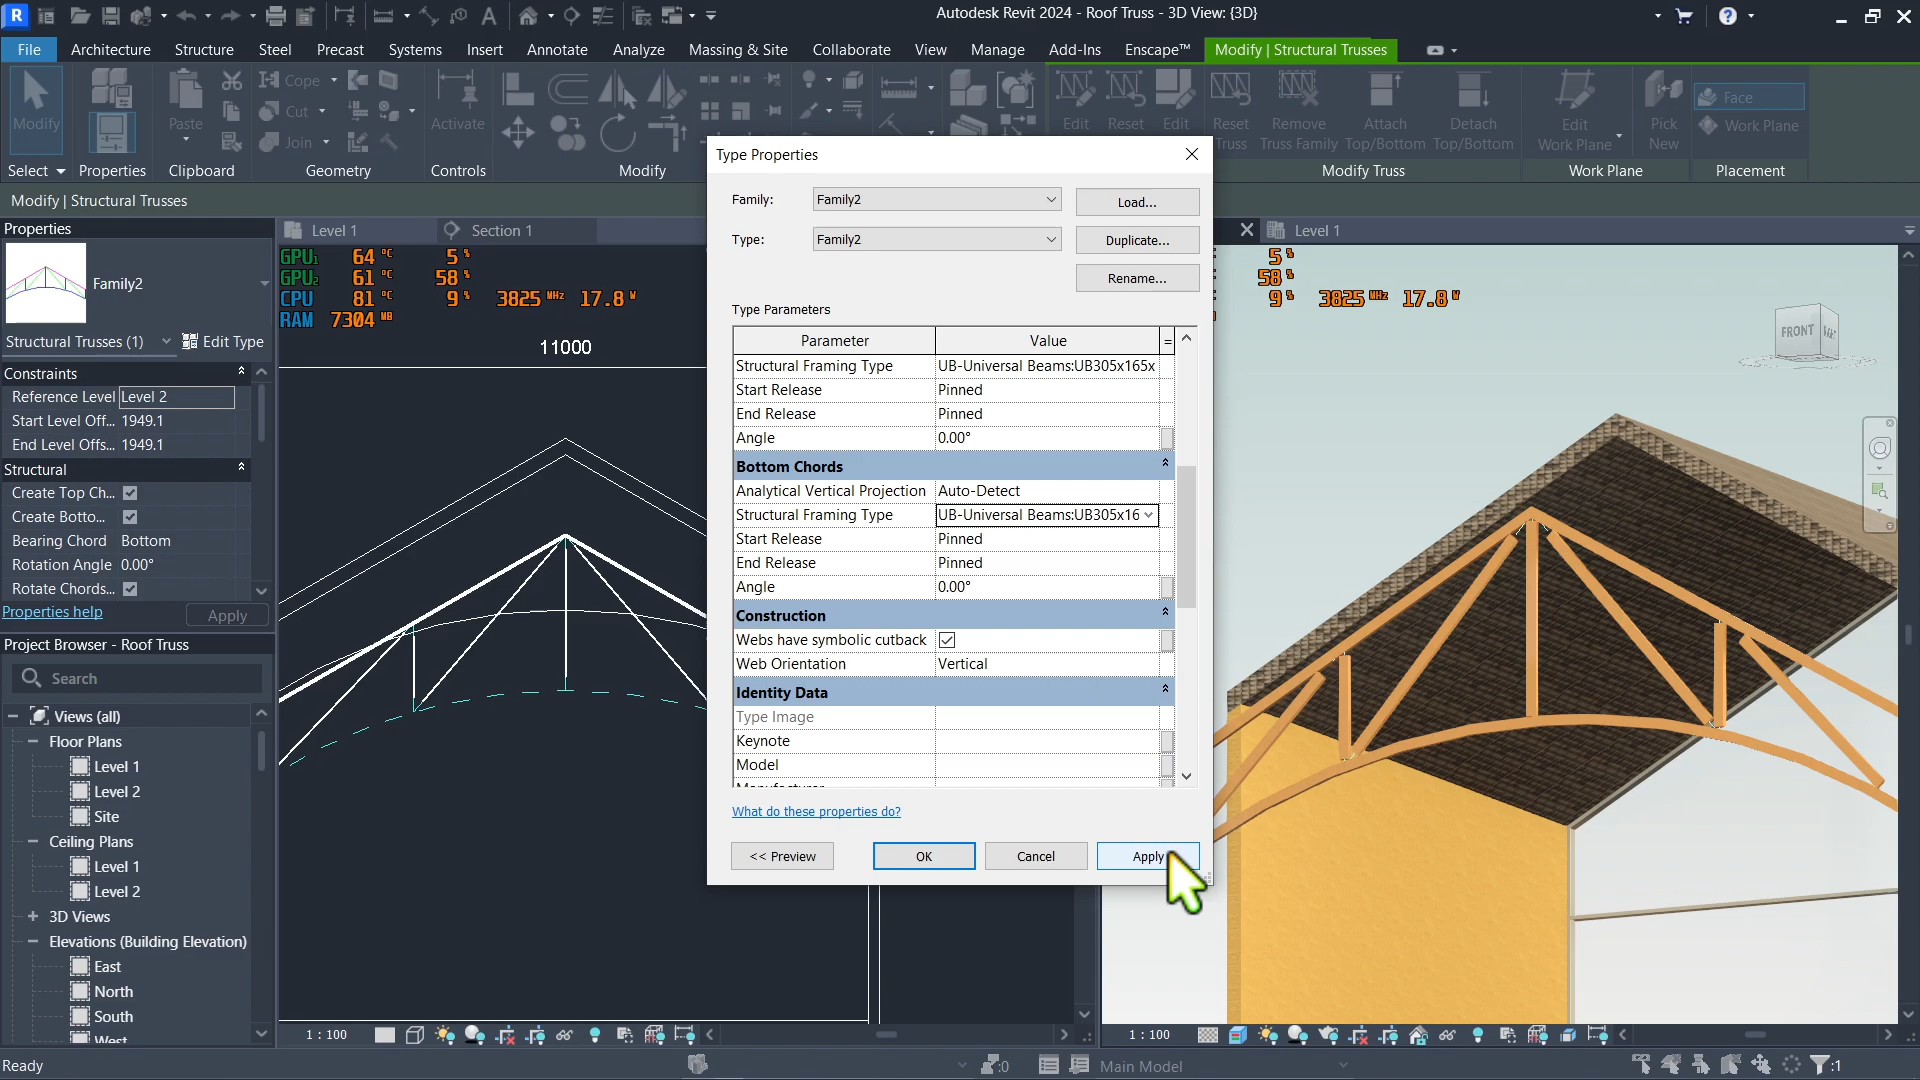 Autodesk Revit 2024 - Roof Truss - 3D View: {3D}
File Architecture Structure Steel Precast Systems Insert Annotate Analyze Massing & Site Collaborate View Manage Add-Ins Enscape™ Modify | Structural Trusses
Modify Paste Cope Cut Join Activate Edit Reset Edit Reset Remove Attach Detach Edit Pick Face
Truss Truss Family Top/Bottom Top/Bottom Work Plane New Work Plane
Select Properties Clipboard Geometry Controls Modify Modify Truss Work Plane Placement
Modify | Structural Trusses
Properties
Family2
Structural Trusses (1) Edit Type
Constraints
Reference Level Level 2
Start Level Off... 1949.1
End Level Offs... 1949.1
Structural
Create Top Ch...
Create Botto...
Bearing Chord Bottom
Rotation Angle 0.00°
Rotate Chords...
Properties help Apply
Project Browser - Roof Truss
Search
Views (all)
Floor Plans
Level 1
Level 2
Site
Ceiling Plans
Level 1
Level 2
3D Views
Elevations (Building Elevation)
East
North
South
West
Level 1 Section 1
GPU1 64 °C 5 %
GPU2 61 °C 58 %
CPU 81 °C 9 % 3825 MHz 17.8 W
RAM 7304 MB
11000
Type Properties
Family: Family2 Load...
Type: Family2 Duplicate...
Rename...
Type Parameters
Parameter Value =
Structural Framing Type UB-Universal Beams:UB305x165x
Start Release Pinned
End Release Pinned
Angle 0.00°
Bottom Chords
Analytical Vertical Projection Auto-Detect
Structural Framing Type UB-Universal Beams:UB305x16
Start Release Pinned
End Release Pinned
Angle 0.00°
Construction
Webs have symbolic cutback
Web Orientation Vertical
Identity Data
Type Image
Keynote
Model
What do these properties do?
<< Preview OK Cancel Apply
Level 1
5 %
58 %
9 % 3825 MHz 17.8 W
FRONT
1 : 100
1 : 100
Ready :0 Main Model :1